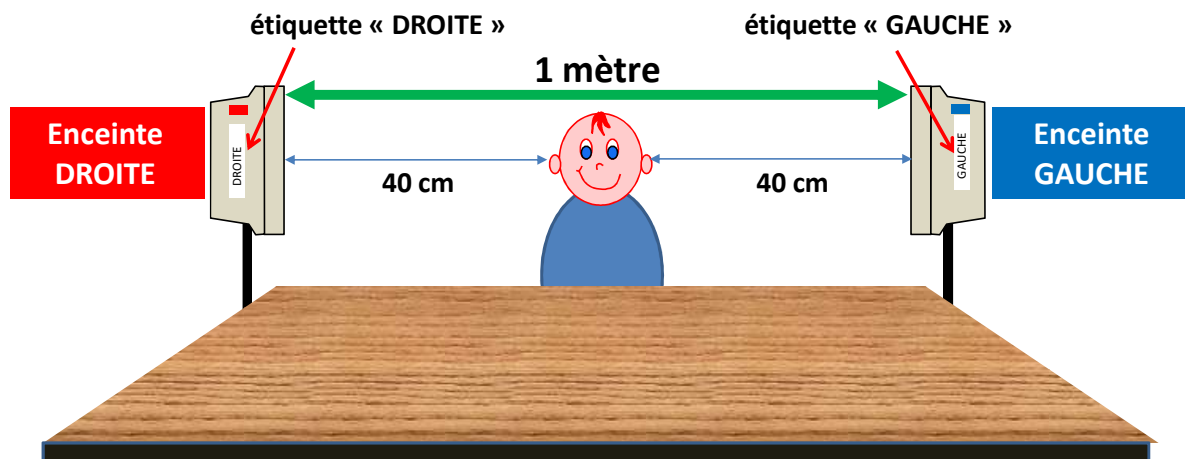 étiquette « DROITE »
étiquette « GAUCHE »
1 mètre
Enceinte
DROITE
DROITE
GAUCHE
Enceinte
GAUCHE
40 cm
40 cm